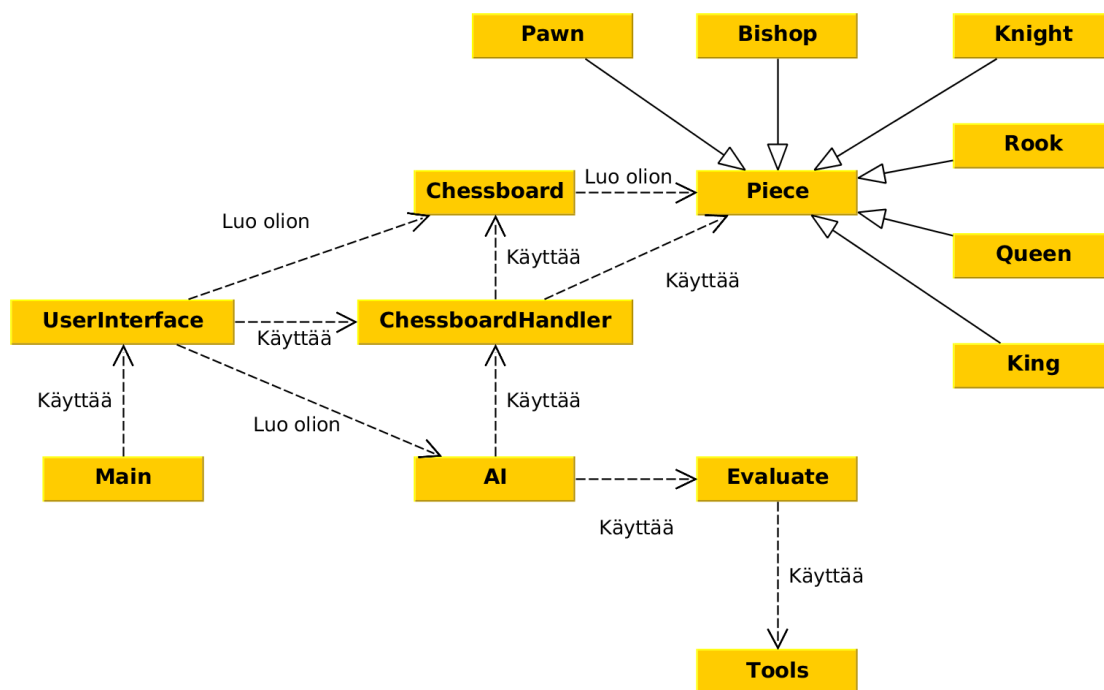 Pawn
Bishop
Knight
Rook
Chessboard
Luo olion
Piece
Luo olion
Käyttää
Käyttää
Queen
UserInterface
Käyttää
ChessboardHandler
King
Käyttää
Luo olion
Käyttää
Main
AI
Evaluate
Käyttää
Käyttää
Tools